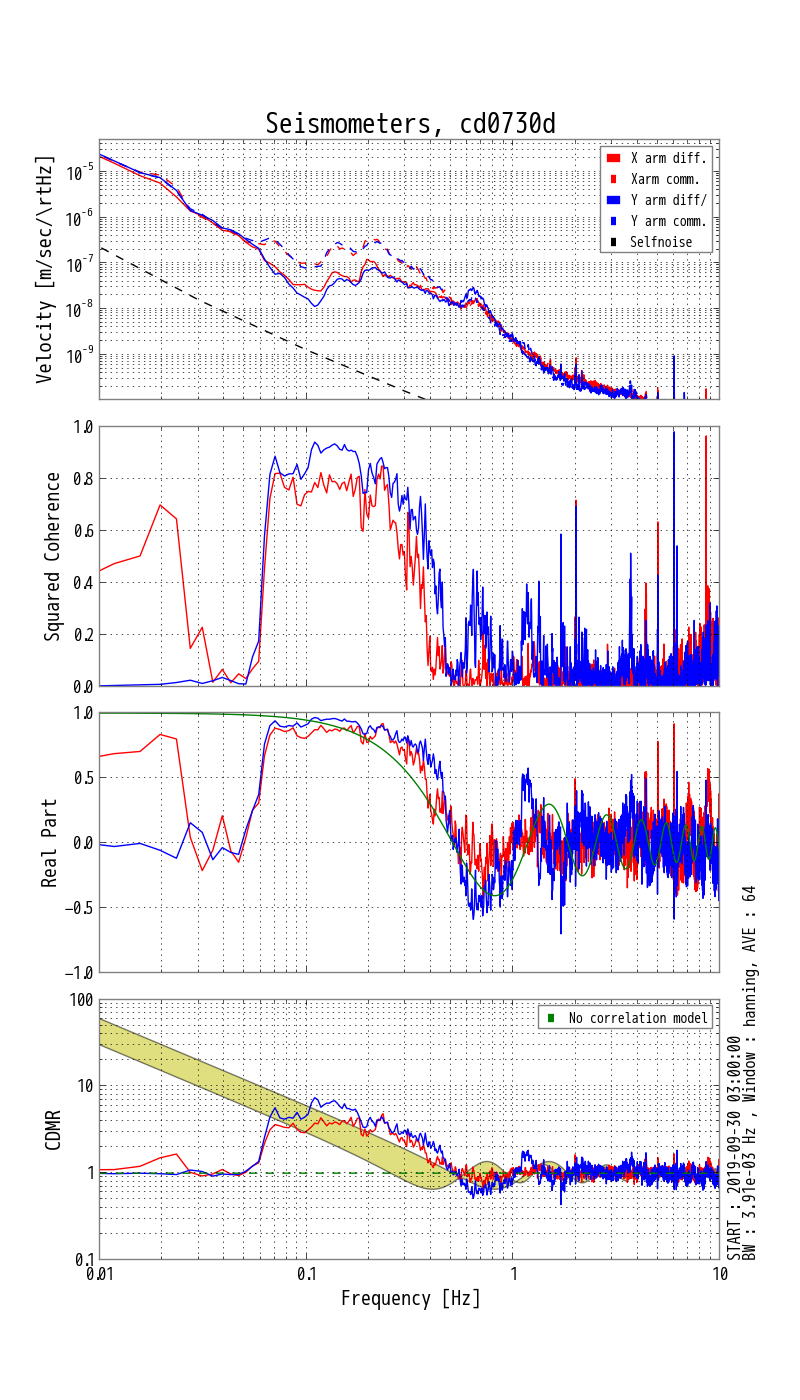 Seismometers, cd0730d
Velocity [m/sec/\rtHz]
10-5
10-6
10-7
10-8
10-9
X arm diff.
Xarm comm.
Y arm diff/
Y arm comm.
Selfnoise
Squared Coherence
1.0
0.8
0.6
0.4
0.2
0.0
Real Part
1.0
0.5
0.0
−0.5
−1.0
CDMR
100
10
1
0.1
No correlation model
0.01
0.1
1
10
Frequency [Hz]
START : 2019-09-30 03:00:00
BW : 3.91e-03 Hz , Window : hanning, AVE : 64